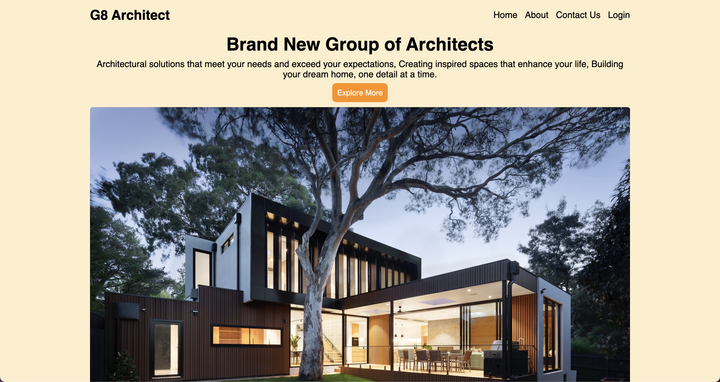 G8 Architect
Home About Contact Us Login
Brand New Group of Architects
Architectural solutions that meet your needs and exceed your expectations, Creating inspired spaces that enhance your life, Building
your dream home, one detail at a time.
Explore More